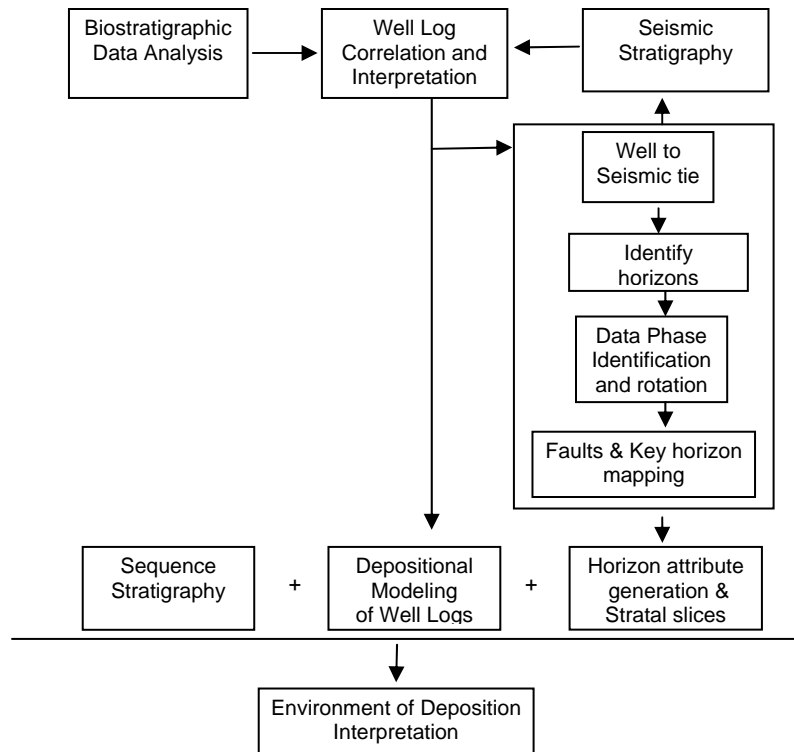 Biostratigraphic
Data Analysis
Well Log
Correlation and
Interpretation
Seismic
Stratigraphy
Well to
Seismic tie
Identify
horizons
Data Phase
Identification
and rotation
Faults & Key horizon
mapping
Sequence
Stratigraphy
+
Depositional
Modeling
of Well Logs
+
Horizon attribute
generation &
Stratal slices
Environment of Deposition
Interpretation